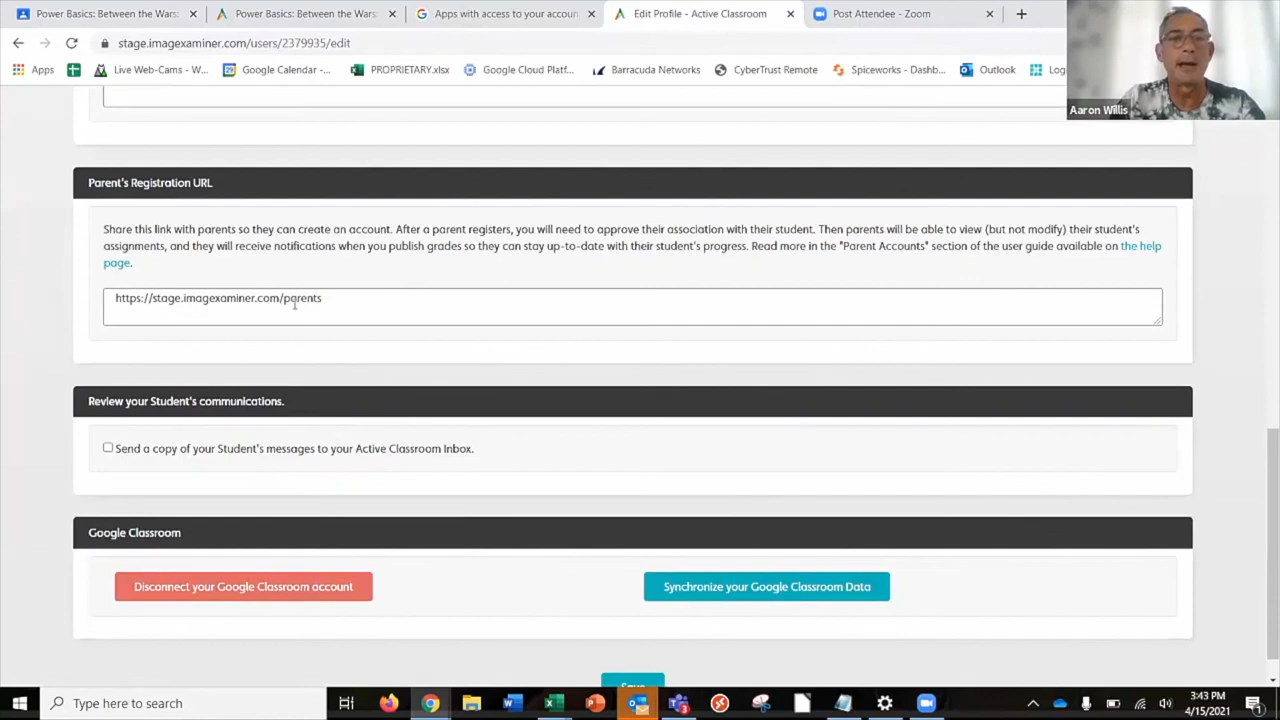 Power Basics: Between the Wars:
Power Basics: Between the Wars:
Apps with access to your accoun
Edit Profile - Active Classroom
Post Attendee - Zoom
stage.imagexaminer.com/users/2379935/edit
Apps
Live Web-Cams - W...
Google Calendar -...
PROPRIETARY.xlsx
Google Cloud Platf...
Barracuda Networks
CyberTrust Remote
Spiceworks - Dashb...
Outlook
Log
Aaron Willis
Parent's Registration URL
Share this link with parents so they can create an account. After a parent registers, you will need to approve their association with their student. Then parents will be able to view (but not modify) their student's
assignments, and they will receive notifications when you publish grades so they can stay up-to-date with their student's progress. Read more in the "Parent Accounts" section of the user guide available on the help
page.
https://stage.imagexaminer.com/parents
Review your Student's communications.
Send a copy of your Student's messages to your Active Classroom Inbox.
Google Classroom
Disconnect your Google Classroom account
Synchronize your Google Classroom Data
Save
Type here to search
3:43 PM
4/15/2021